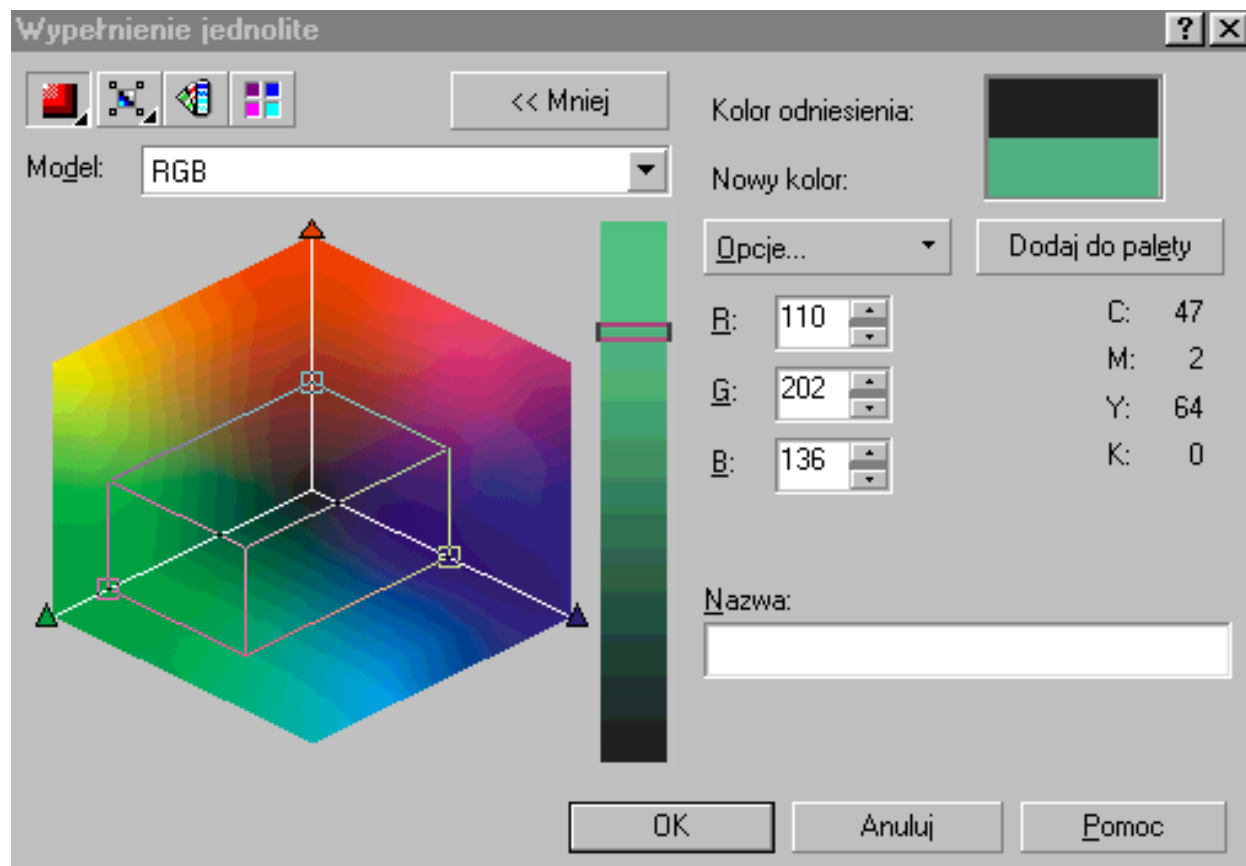 Wypełnienie jednolite
<< Mniej
Model: RGB
Kolor odniesienia:
Nowy kolor:
Opcje...
Dodaj do palety
R: 110
G: 202
B: 136
C: 47
M: 2
Y: 64
K: 0
Nazwa:
OK
Anuluj
Pomoc